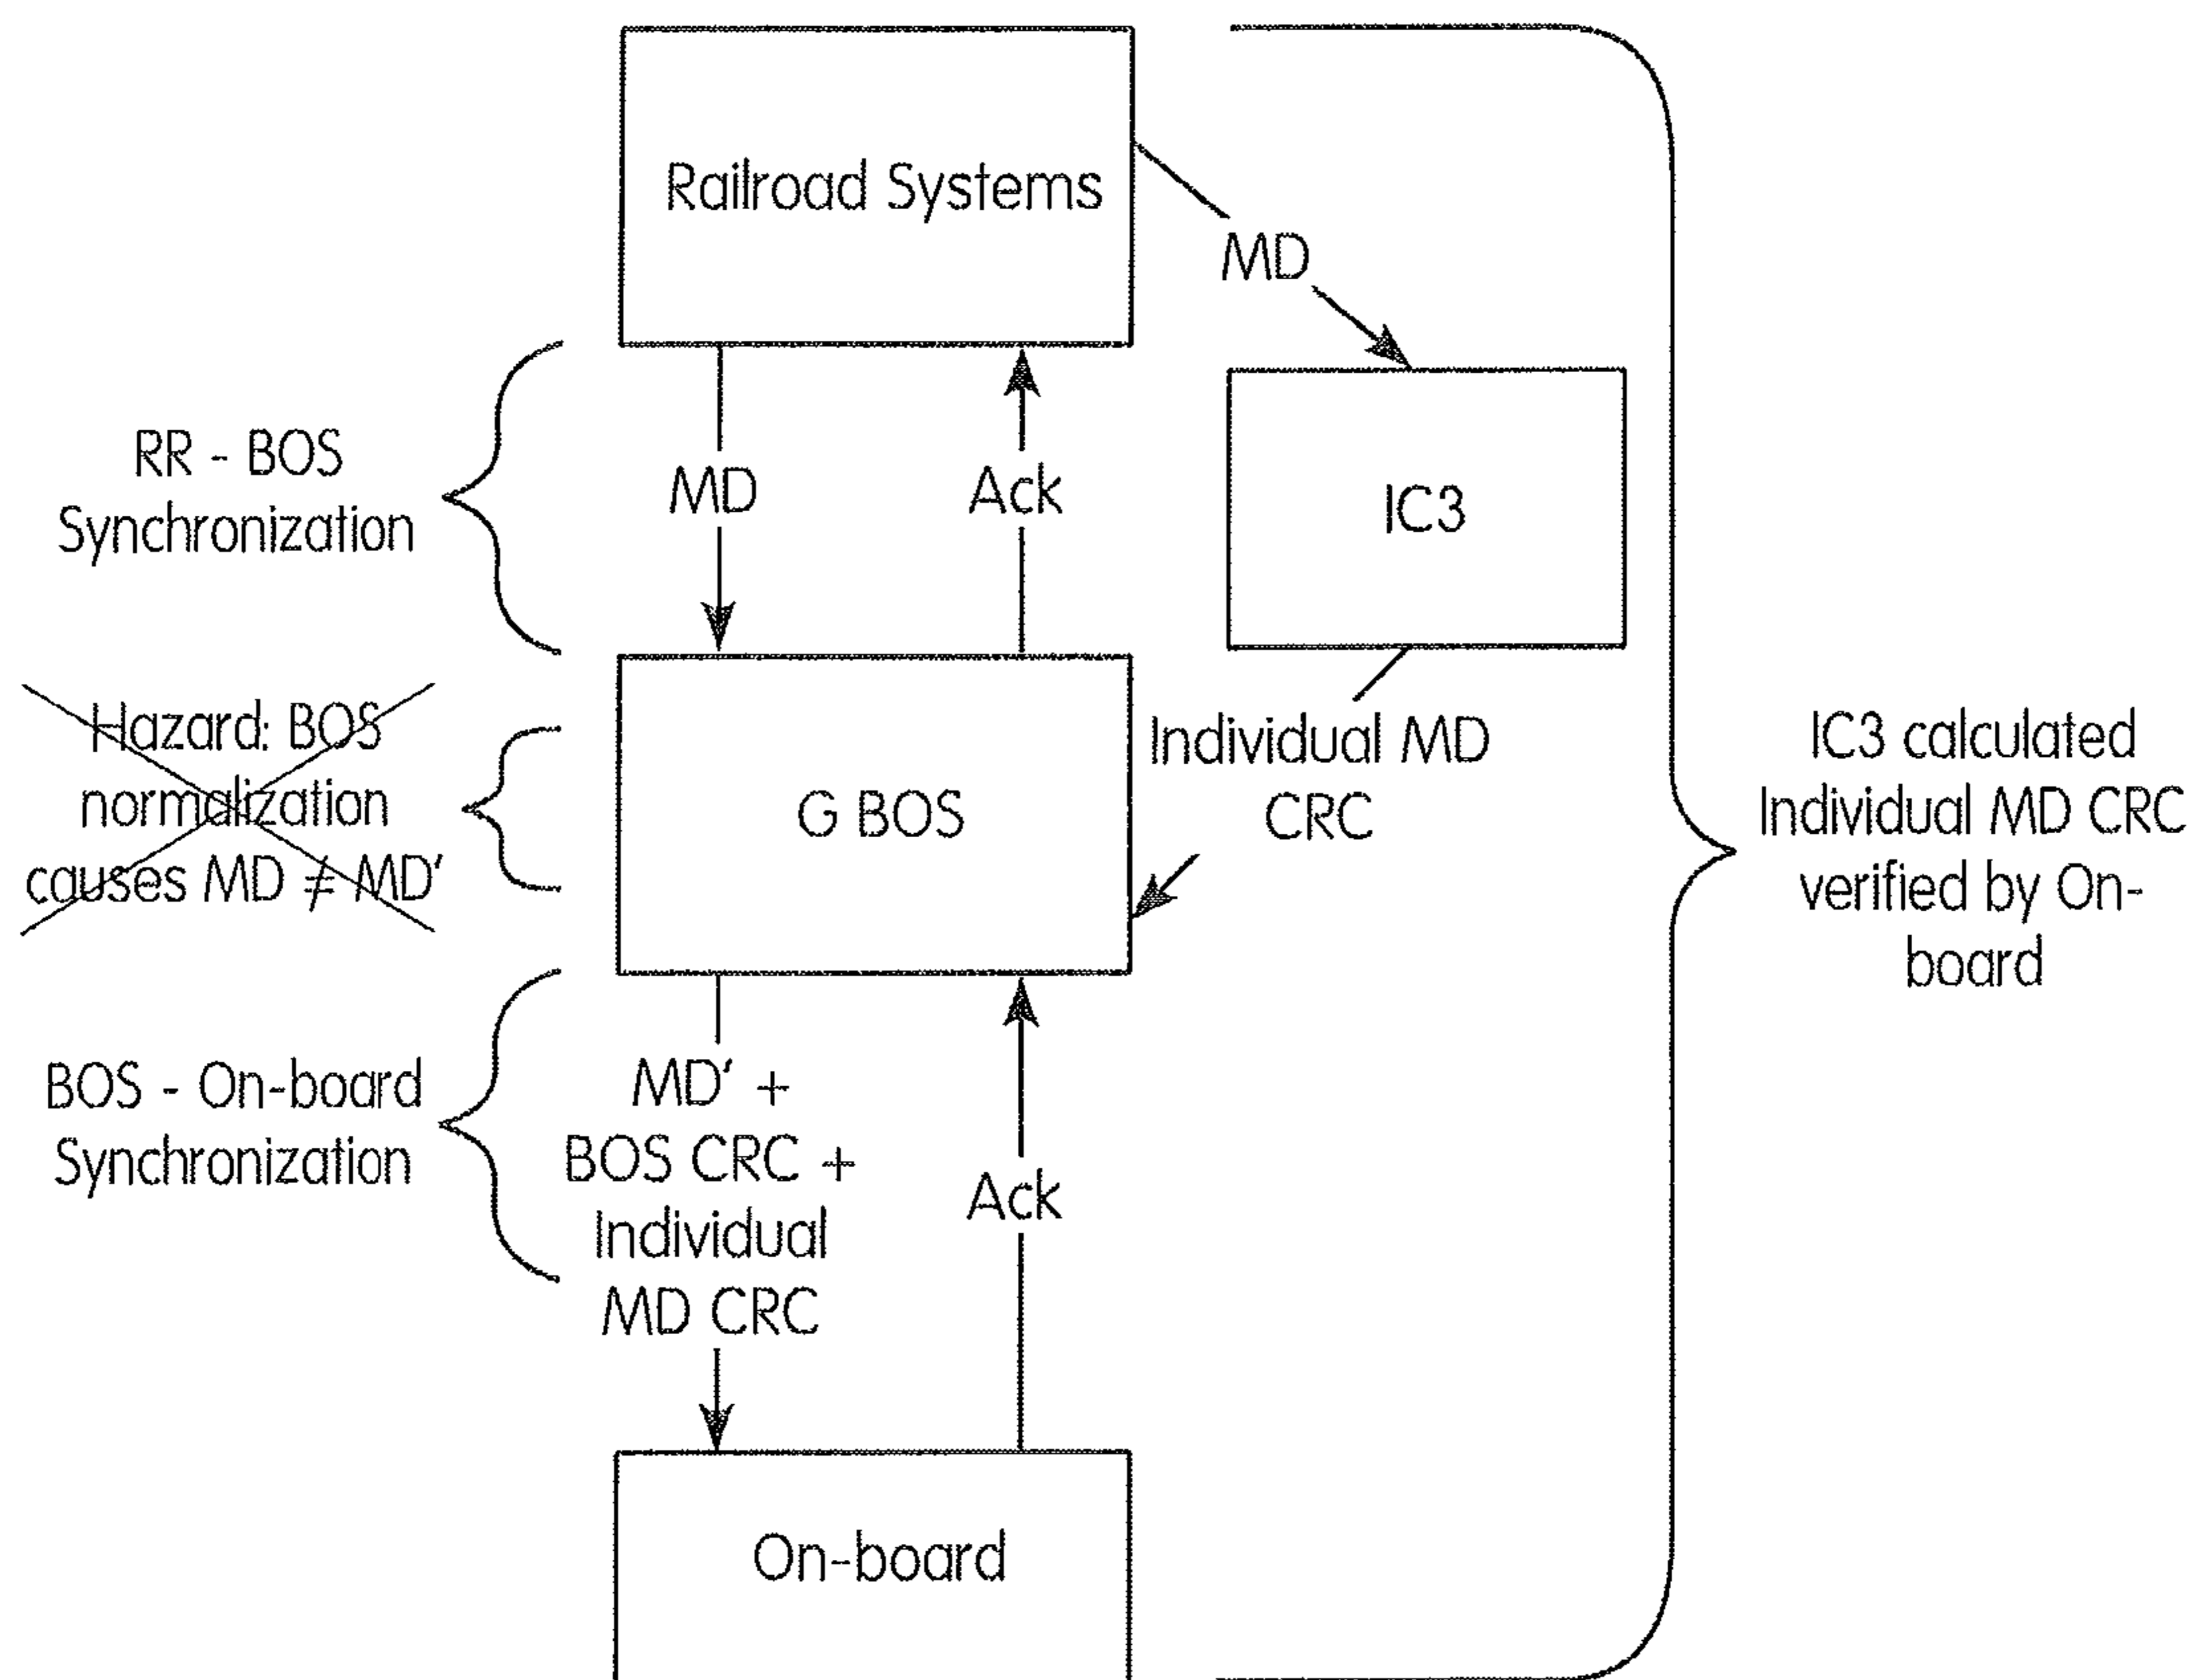 Railroad Systems
MD
RR - BOS
Synchronization
MD
Ack
IC3
Hazard: BOS
normalization
causes MD ≠ MD'
G BOS
Individual MD
CRC
IC3 calculated
Individual MD CRC
verified by On-
board
BOS - On-board
Synchronization
MD' +
BOS CRC +
Individual
MD CRC
Ack
On-board